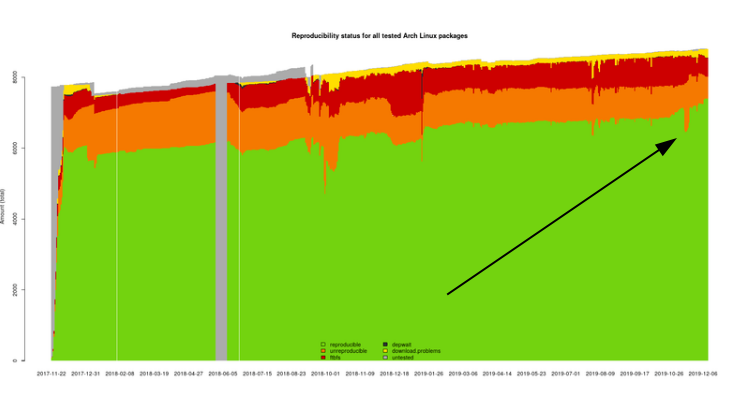 Reproducibility status for all tested Arch Linux packages
Amount (total)
8000
6000
4000
2000
0
reproducible
unreproducible
ftbfs
depwait
download problems
untested
2017-11-22 2017-12-31 2018-02-08 2018-03-19 2018-04-27 2018-06-05 2018-07-15 2018-08-23 2018-10-01 2018-11-09 2018-12-18 2019-01-26 2019-03-06 2019-04-14 2019-05-23 2019-07-01 2019-08-09 2019-09-17 2019-10-26 2019-12-06